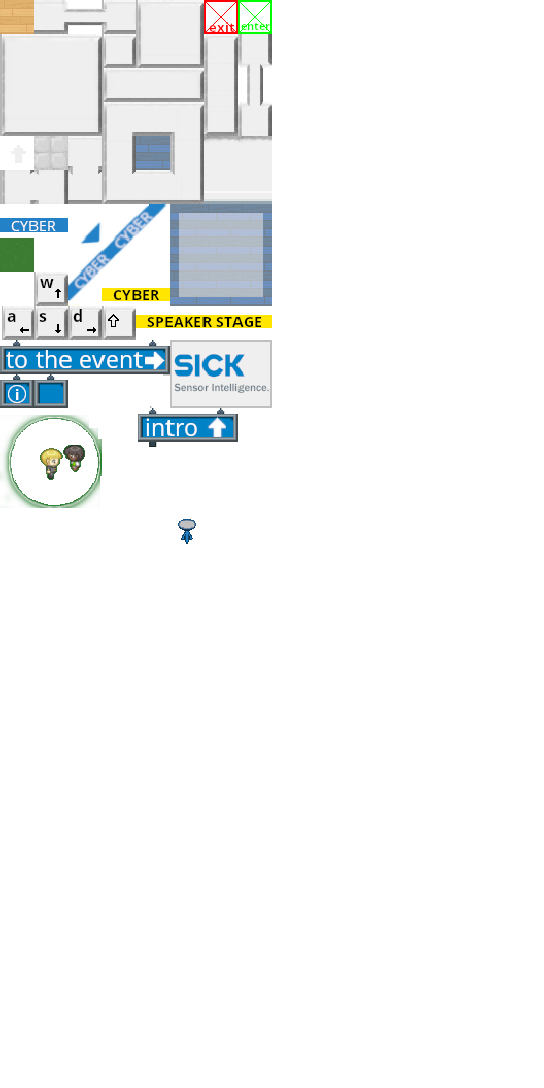 exit
enter
CYBER
CYBER CYBER
W
CYBER
a s d
SPEAKER STAGE
to the event
SICK
Sensor Intelligence.
i
intro